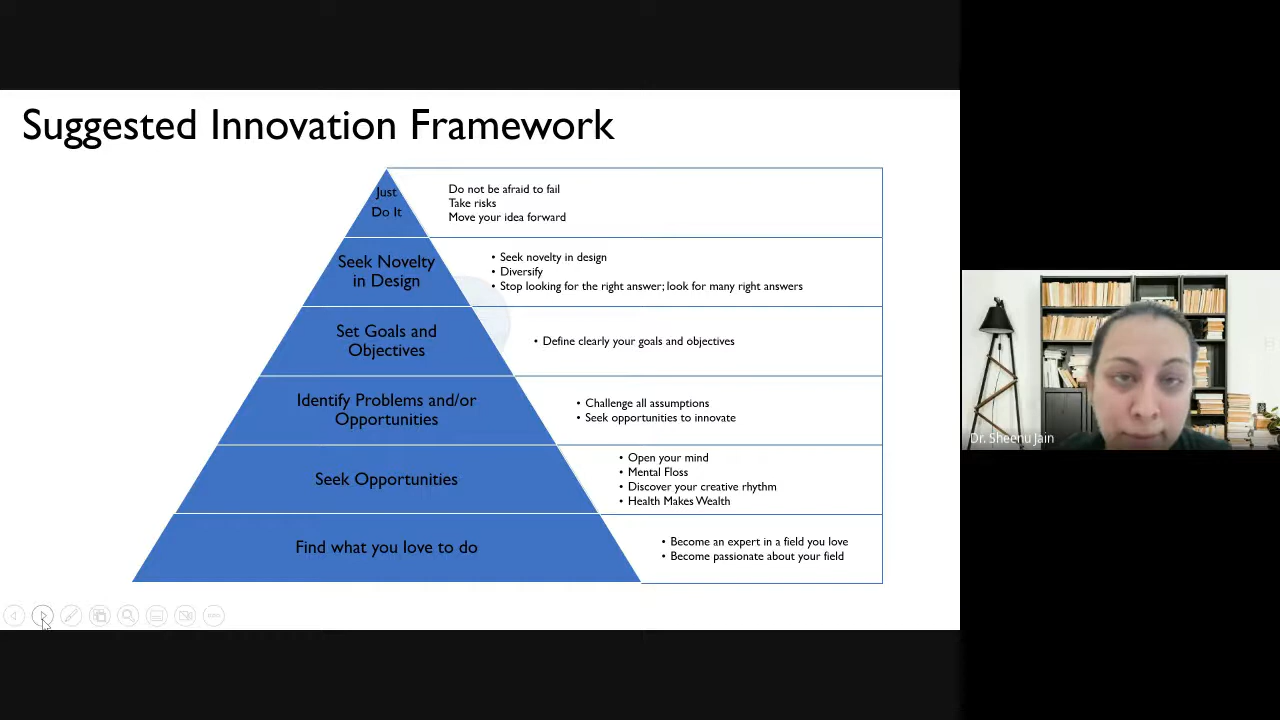 Suggested Innovation Framework
Just
Do It
Do not be afraid to fail
Take risks
Move your idea forward
Seek Novelty
in Design
• Seek novelty in design
• Diversify
• Stop looking for the right answer; look for many right answers
Set Goals and
Objectives
• Define clearly your goals and objectives
Identify Problems and/or
Opportunities
• Challenge all assumptions
• Seek opportunities to innovate
Seek Opportunities
• Open your mind
• Mental Floss
• Discover your creative rhythm
• Health Makes Wealth
Find what you love to do
• Become an expert in a field you love
• Become passionate about your field
Dr. Sheenu Jain